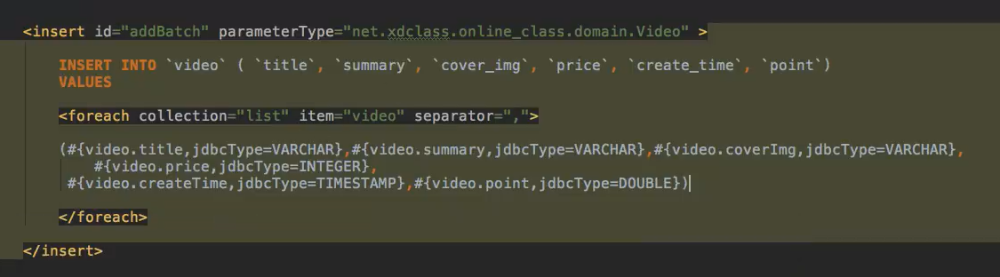 <insert id="addBatch" parameterType="net.xdclass.online_class.domain.Video" >
INSERT INTO `video` ( `title`, `summary`, `cover_img`, `price`, `create_time`, `point`)
VALUES
<foreach collection="list" item="video" separator=",">
(#{video.title,jdbcType=VARCHAR},#{video.summary,jdbcType=VARCHAR},#{video.coverImg,jdbcType=VARCHAR},
#{video.price,jdbcType=INTEGER},
#{video.createTime,jdbcType=TIMESTAMP},#{video.point,jdbcType=DOUBLE})
</foreach>
</insert>